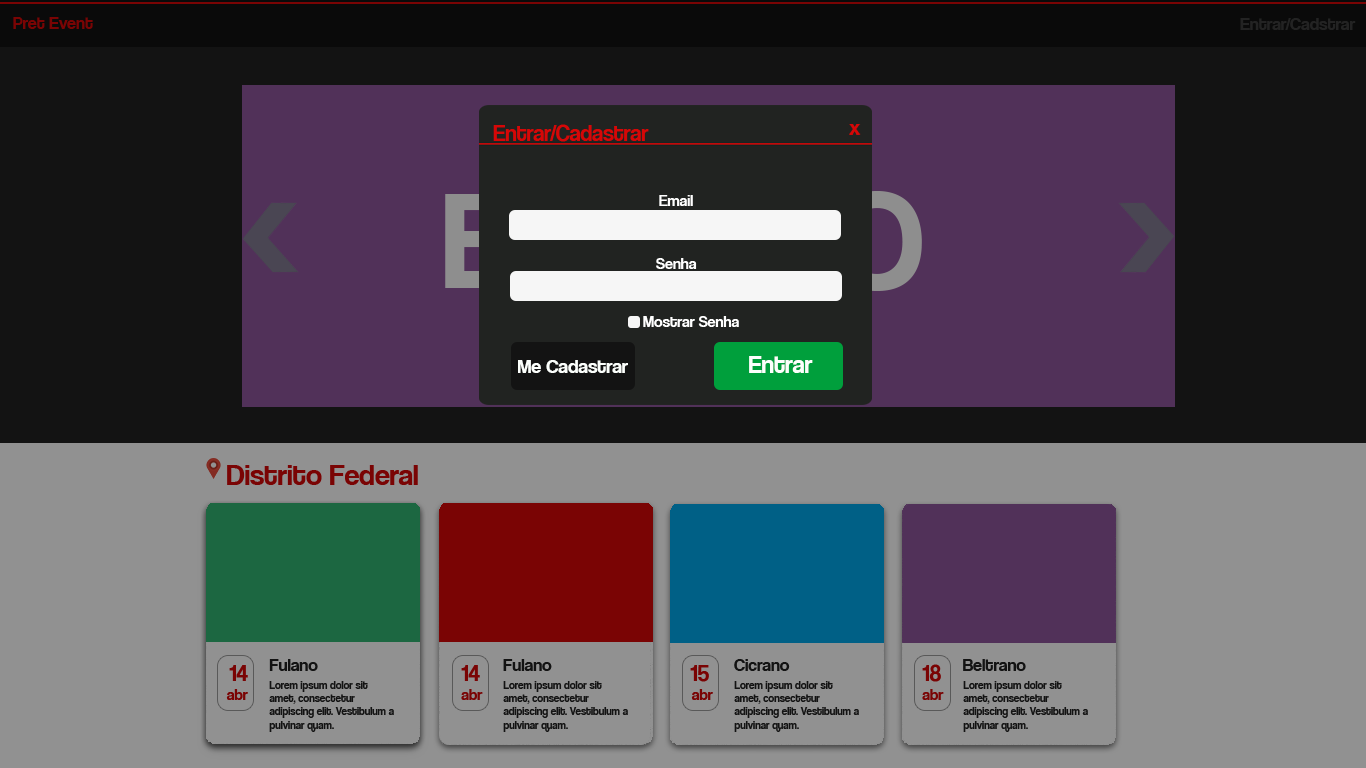 Pret Event
Entrar/Cadstrar
Entrar/Cadastrar
x
Email
Senha
Mostrar Senha
Me Cadastrar
Entrar
Distrito Federal
14
abr
Fulano
Lorem ipsum dolor sit
amet, consectetur
adipiscing elit. Vestibulum a
pulvinar quam.
14
abr
Fulano
Lorem ipsum dolor sit
amet, consectetur
adipiscing elit. Vestibulum a
pulvinar quam.
15
abr
Cicrano
Lorem ipsum dolor sit
amet, consectetur
adipiscing elit. Vestibulum a
pulvinar quam.
18
abr
Beltrano
Lorem ipsum dolor sit
amet, consectetur
adipiscing elit. Vestibulum a
pulvinar quam.